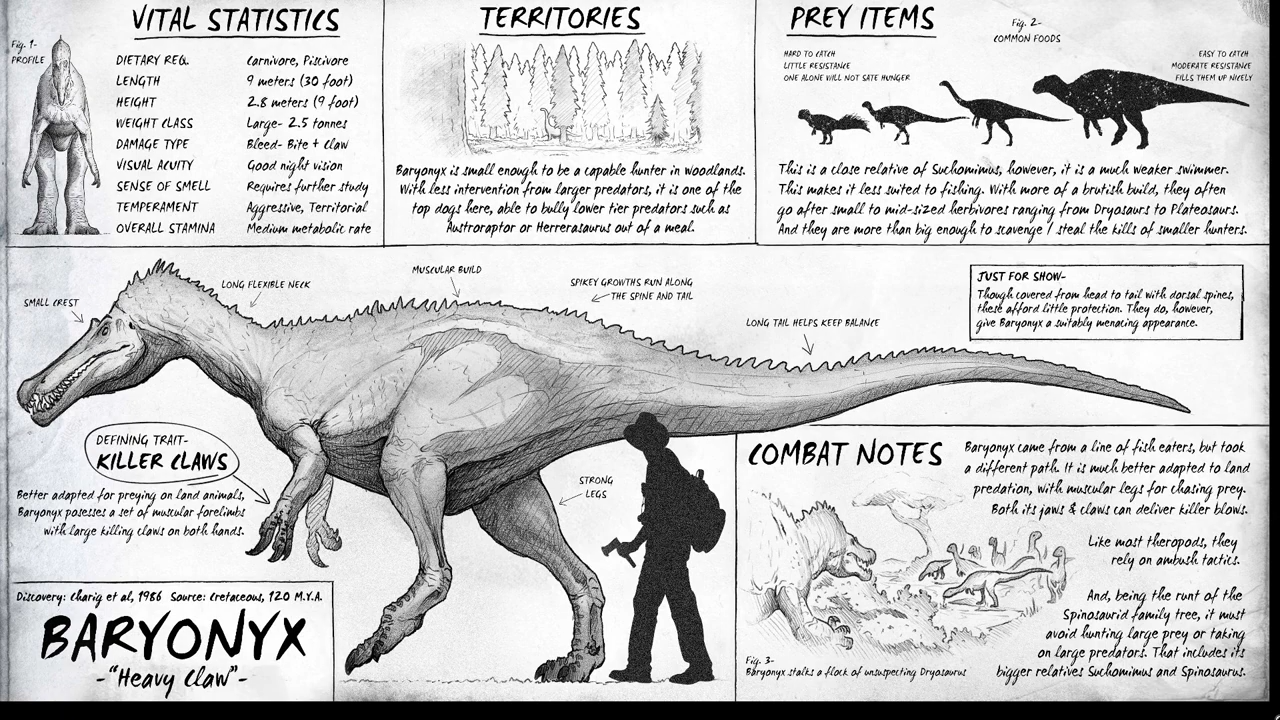 VITAL STATISTICS
Fig. 1-
PROFILE
DIETARY REQ. Carnivore, Piscivore
LENGTH 9 meters (30 foot)
HEIGHT 2.8 meters (9 foot)
WEIGHT CLASS Large- 2.5 tonnes
DAMAGE TYPE Bleed- Bite + Claw
VISUAL ACUITY Good night vision
SENSE OF SMELL Requires further study
TEMPERAMENT Aggressive, Territorial
OVERALL STAMINA Medium metabolic rate
TERRITORIES
Baryonyx is small enough to be a capable hunter in woodlands.
With less intervention from larger predators, it is one of the
top dogs here, able to bully lower tier predators such as
Austroraptor or Herrerasaurus out of a meal.
PREY ITEMS
Fig. 2-
COMMON FOODS
HARD TO CATCH
LITTLE RESISTANCE
ONE ALONE WILL NOT SATE HUNGER
EASY TO CATCH
MODERATE RESISTANCE
FILLS THEM UP NICELY
This is a close relative of Suchomimus, however, it is a much weaker swimmer.
This makes it less suited to fishing. With more of a brutish build, they often
go after small to mid-sized herbivores ranging from Dryosaurs to Plateosaurs.
And they are more than big enough to scavenge / steal the kills of smaller hunters.
SMALL CREST
LONG FLEXIBLE NECK
MUSCULAR BUILD
SPIKEY GROWTHS RUN ALONG
THE SPINE AND TAIL
LONG TAIL HELPS KEEP BALANCE
JUST FOR SHOW-
Though covered from head to tail with dorsal spines,
these afford little protection. They do, however,
give Baryonyx a suitably menacing appearance.
DEFINING TRAIT-
KILLER CLAWS
Better adapted for preying on land animals,
Baryonyx posesses a set of muscular forelimbs
with large killing claws on both hands.
STRONG
LEGS
Discovery: Charig et al, 1986 Source: Cretaceous, 120 M.Y.A.
BARYONYX
-"Heavy Claw"-
COMBAT NOTES
Baryonyx came from a line of fish eaters, but took
a different path. It is much better adapted to land
predation, with muscular legs for chasing prey.
Both its jaws & claws can deliver killer blows.
Like most theropods, they
rely on ambush tactics.
And, being the runt of the
Spinosaurid family tree, it must
avoid hunting large prey or taking
on large predators. That includes its
bigger relatives Suchomimus and Spinosaurus.
Fig. 3-
Baryonyx stalks a flock of unsuspecting Dryosaurus